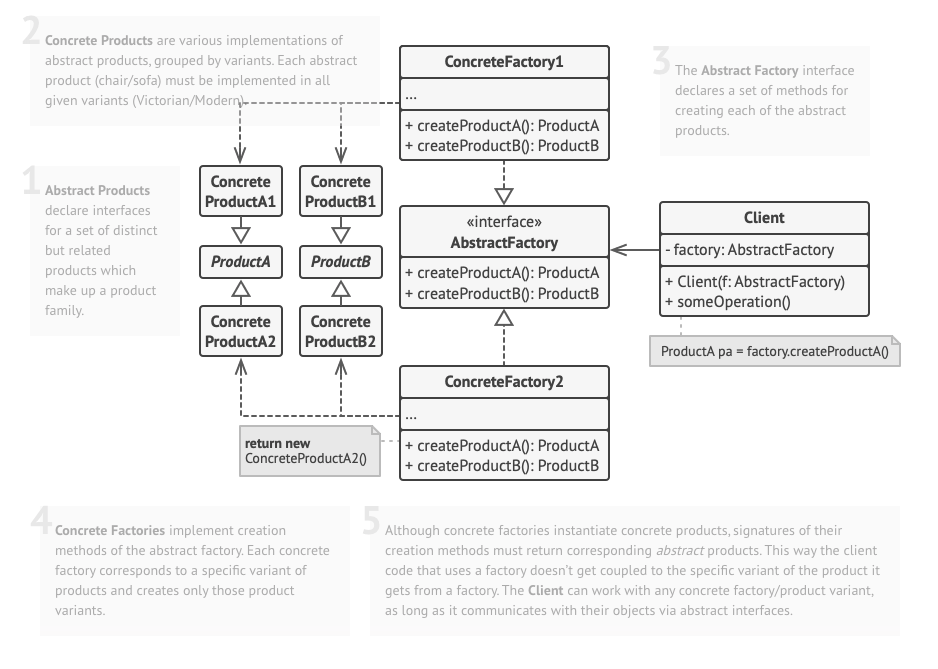 2
Concrete Products are various implementations of
abstract products, grouped by variants. Each abstract
product (chair/sofa) must be implemented in all
given variants (Victorian/Modern).
ConcreteFactory1
...
+ createProductA(): ProductA
+ createProductB(): ProductB
3
The Abstract Factory interface
declares a set of methods for
creating each of the abstract
products.
1
Abstract Products
declare interfaces
for a set of distinct
but related
products which
make up a product
family.
Concrete
ProductA1
Concrete
ProductB1
ProductA
ProductB
Concrete
ProductA2
Concrete
ProductB2
«interface»
AbstractFactory
+ createProductA(): ProductA
+ createProductB(): ProductB
Client
- factory: AbstractFactory
+ Client(f: AbstractFactory)
+ someOperation()
ProductA pa = factory.createProductA()
ConcreteFactory2
...
+ createProductA(): ProductA
+ createProductB(): ProductB
return new
ConcreteProductA2()
4
Concrete Factories implement creation
methods of the abstract factory. Each concrete
factory corresponds to a specific variant of
products and creates only those product
variants.
5
Although concrete factories instantiate concrete products, signatures of their
creation methods must return corresponding abstract products. This way the client
code that uses a factory doesn't get coupled to the specific variant of the product it
gets from a factory. The Client can work with any concrete factory/product variant,
as long as it communicates with their objects via abstract interfaces.